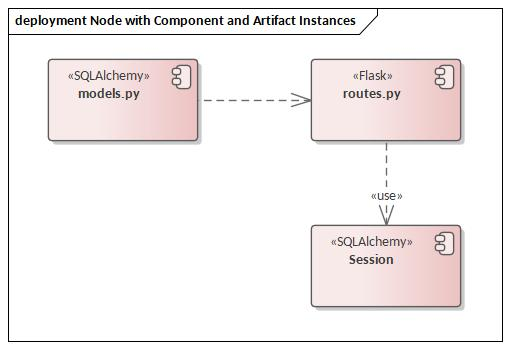 deployment Node with Component and Artifact Instances
«SQLAlchemy»
models.py
«Flask»
routes.py
«use»
«SQLAlchemy»
Session